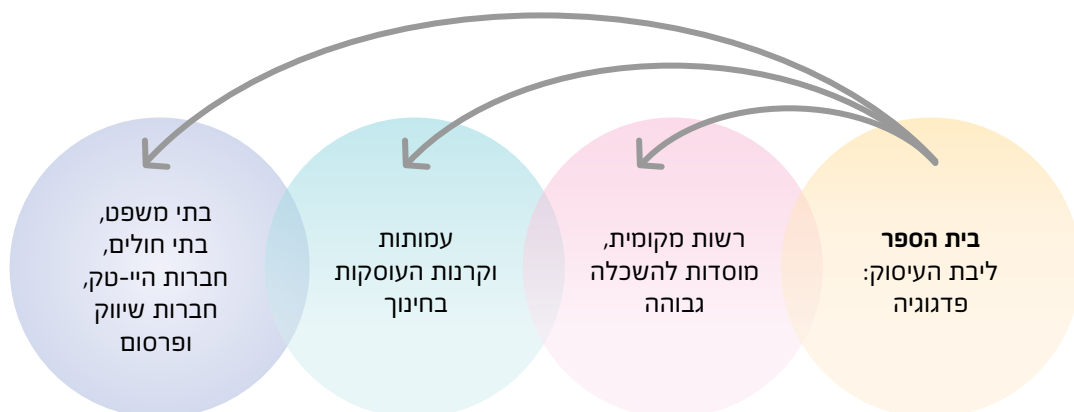 בית הספר
ליבת העיסוק:
פדגוגיה
רשות מקומית,
מוסדות להשכלה
גבוהה
עמותות
וקרנות העוסקות
בחינוך
בתי משפט,
בתי חולים,
חברות היי-טק,
חברות שיווק
ופרסום